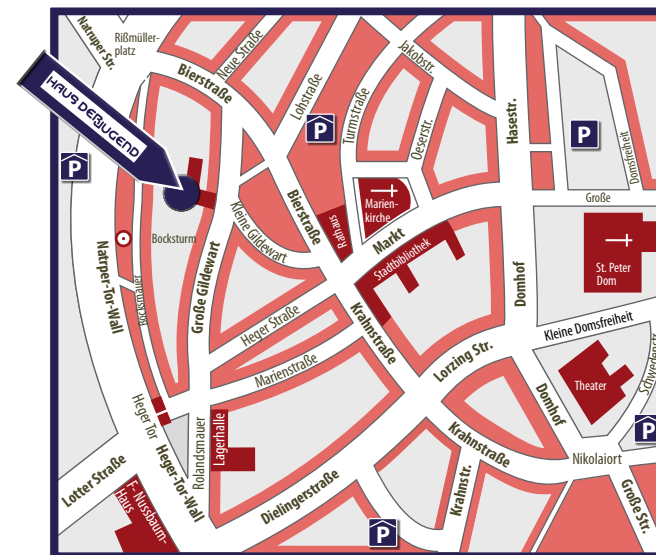 Natruper Str.
Rißmüller-
platz
Neue Straße
Bierstraße
Lohstraße
Turmstraße
Jakobstr.
Oeserstr.
Hasestr.
P
P
Domsfreiheit
HAUS DER JUGEND
P
Große
Marien-
kirche
Rathaus
Bierstraße
Kleine Gildewart
Markt
Stadtbibliothek
Bocksturm
Natrper-Tor-Wall
Bocksmauer
Große Gildewart
Domhof
St. Peter
Dom
Heger Straße
Krahnstraße
Kleine Domsfreiheit
Marienstraße
Lorzing Str.
Schwedenstr.
Theater
Domhof
Heger Tor
Rolandsmauer
Lagerhalle
P
Krahnstraße
Nikolaiort
Heger-Tor-Wall
Lotter Straße
F.-Nussbaum-
Haus
Dielingerstraße
Krahnstr.
Große Str.
P